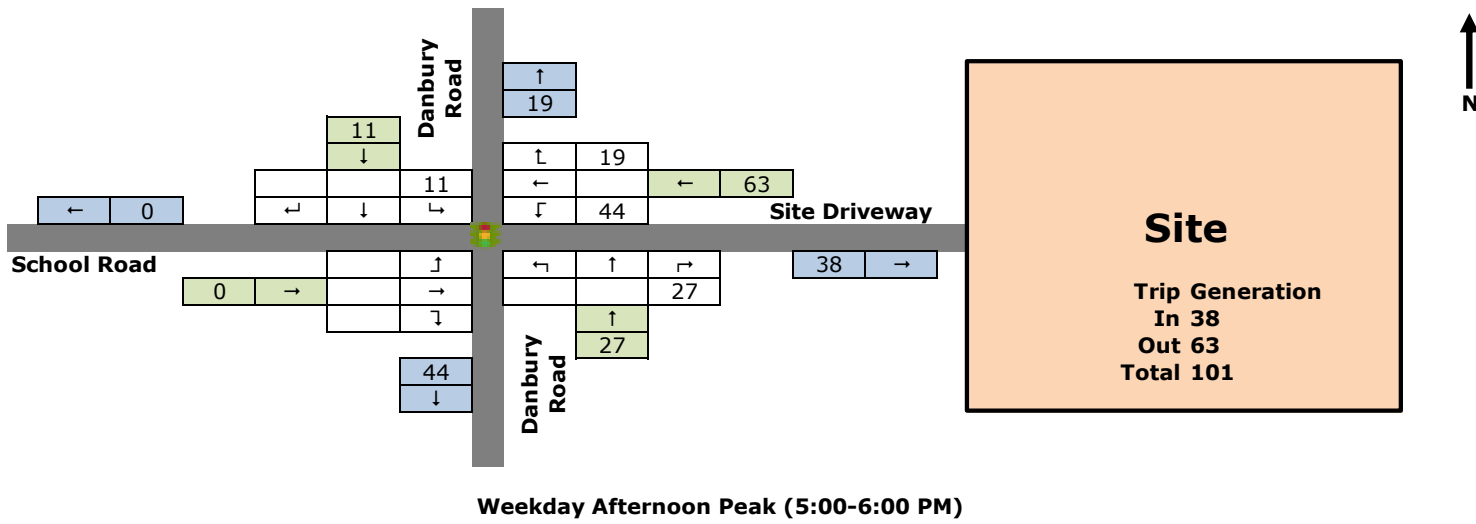 Danbury
Road
↑
19
N
11
↓
↰ 19
11
←
← 63
← 0
↵ ↓ ↳
↲ 44
Site Driveway
School Road
Site
↥ 
↰ ↑ ↱
38 →
0 →
→
27
↴
↑
27
Trip Generation
In 38
Out 63
Total 101
44
↓
Danbury
Road
Weekday Afternoon Peak (5:00-6:00 PM)